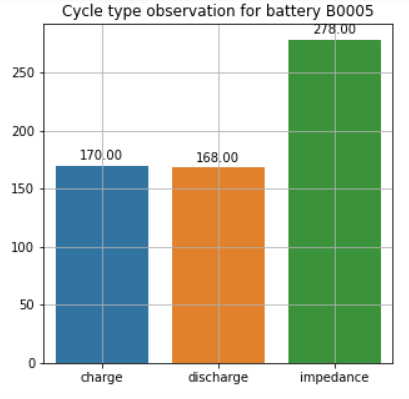 Cycle type observation for battery B0005
278.00
250
200
170.00
168.00
150
100
50
0
charge
discharge
impedance